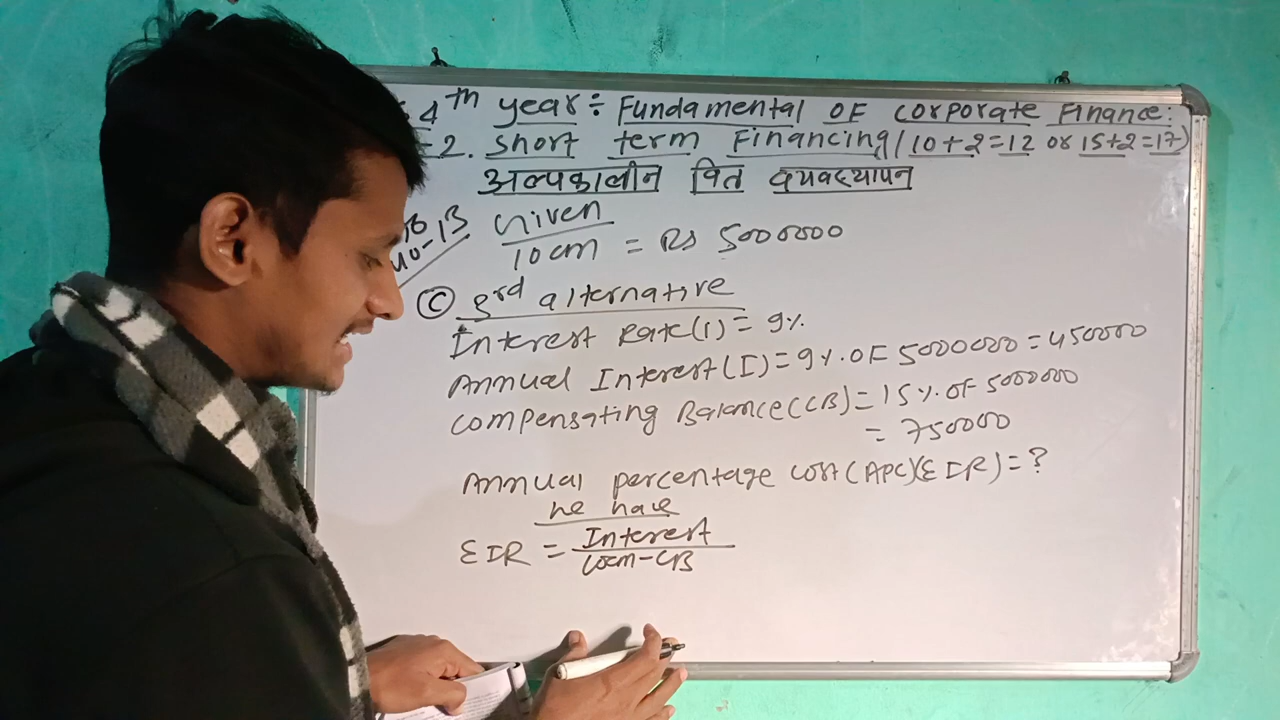 4th year÷ Fundamental OF Corporate Finance.
-2. Short term Financing (10+2=12 or 15+2=17)
अल्पकालीन वित व्यवस्थापन
Given
loan = Rs 5000000
Ⓒ 3rd alternative
Interest Rate(I) = 9%
Annual Interest(I) = 9% OF 5000000 = 450000
Compensating Balance(CB) = 15% OF 5000000
= 750000
Annual percentage cost (APC)(EIR) = ?
we have
EIR = Interest
loan-CB